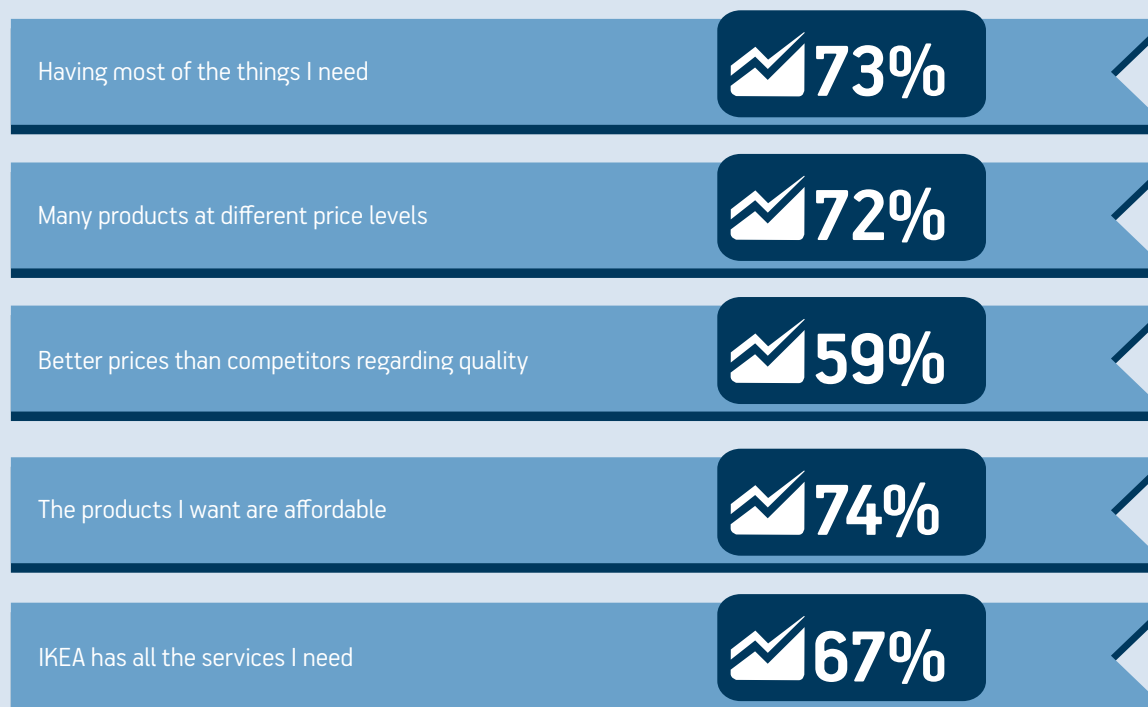 Having most of the things I need
73%
Many products at different price levels
72%
Better prices than competitors regarding quality
59%
The products I want are affordable
74%
IKEA has all the services I need
67%